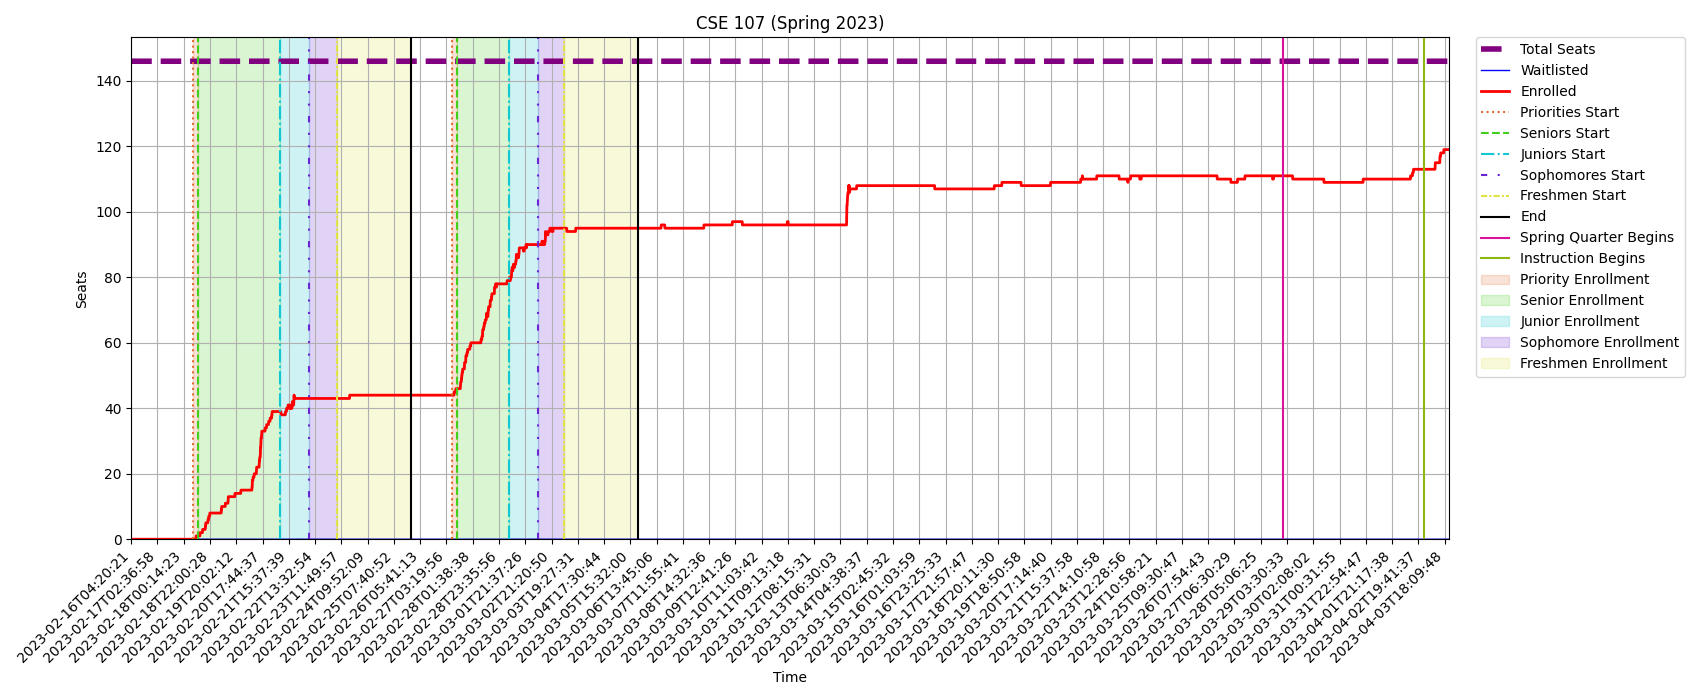 CSE 107 (Spring 2023)
Seats
140
120
100
80
60
40
20
0
2023-02-16T04:20:21
2023-02-17T02:36:58
2023-02-18T00:14:23
2023-02-18T22:00:28
2023-02-19T20:02:12
2023-02-20T17:44:37
2023-02-21T15:37:39
2023-02-22T13:32:54
2023-02-23T11:49:57
2023-02-24T09:52:09
2023-02-25T07:40:52
2023-02-26T05:41:13
2023-02-27T03:19:56
2023-02-28T01:38:38
2023-02-28T23:35:56
2023-03-01T21:37:26
2023-03-02T21:20:50
2023-03-03T19:27:31
2023-03-04T17:30:44
2023-03-05T15:32:00
2023-03-06T13:45:06
2023-03-07T11:55:41
2023-03-08T14:32:36
2023-03-09T12:41:26
2023-03-10T11:03:42
2023-03-11T09:13:18
2023-03-12T08:15:31
2023-03-13T06:30:03
2023-03-14T04:38:37
2023-03-15T02:45:32
2023-03-16T01:03:59
2023-03-16T23:25:33
2023-03-17T21:57:47
2023-03-18T20:11:30
2023-03-19T18:50:58
2023-03-20T17:14:40
2023-03-21T15:37:58
2023-03-22T14:10:58
2023-03-23T12:28:56
2023-03-24T10:58:21
2023-03-25T09:30:47
2023-03-26T07:54:43
2023-03-27T06:30:29
2023-03-28T05:06:25
2023-03-29T03:30:33
2023-03-30T02:08:02
2023-03-31T00:31:55
2023-03-31T22:54:47
2023-04-01T21:17:38
2023-04-02T19:41:37
2023-04-03T18:09:48
Time
Total Seats
Waitlisted
Enrolled
Priorities Start
Seniors Start
Juniors Start
Sophomores Start
Freshmen Start
End
Spring Quarter Begins
Instruction Begins
Priority Enrollment
Senior Enrollment
Junior Enrollment
Sophomore Enrollment
Freshmen Enrollment